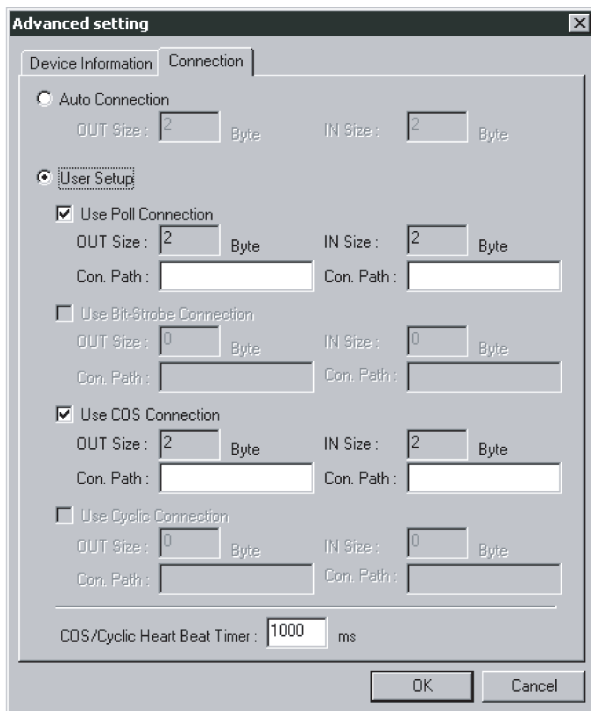 Advanced setting
Device Information Connection
Auto Connection
OUT Size : 2 Byte IN Size : 2 Byte
User Setup
Use Poll Connection
OUT Size : 2 Byte IN Size : 2 Byte
Con. Path : Con. Path :
Use Bit-Strobe Connection
OUT Size : 0 Byte IN Size : 0 Byte
Con. Path : Con. Path :
Use COS Connection
OUT Size : 2 Byte IN Size : 2 Byte
Con. Path : Con. Path :
Use Cyclic Connection
OUT Size : 0 Byte IN Size : 0 Byte
Con. Path : Con. Path :
COS/Cyclic Heart Beat Timer : 1000 ms
OK Cancel